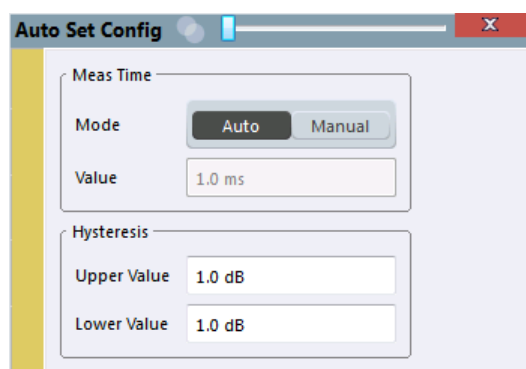 Auto Set Config X
Meas Time
Mode Auto Manual
Value 1.0 ms
Hysteresis
Upper Value 1.0 dB
Lower Value 1.0 dB